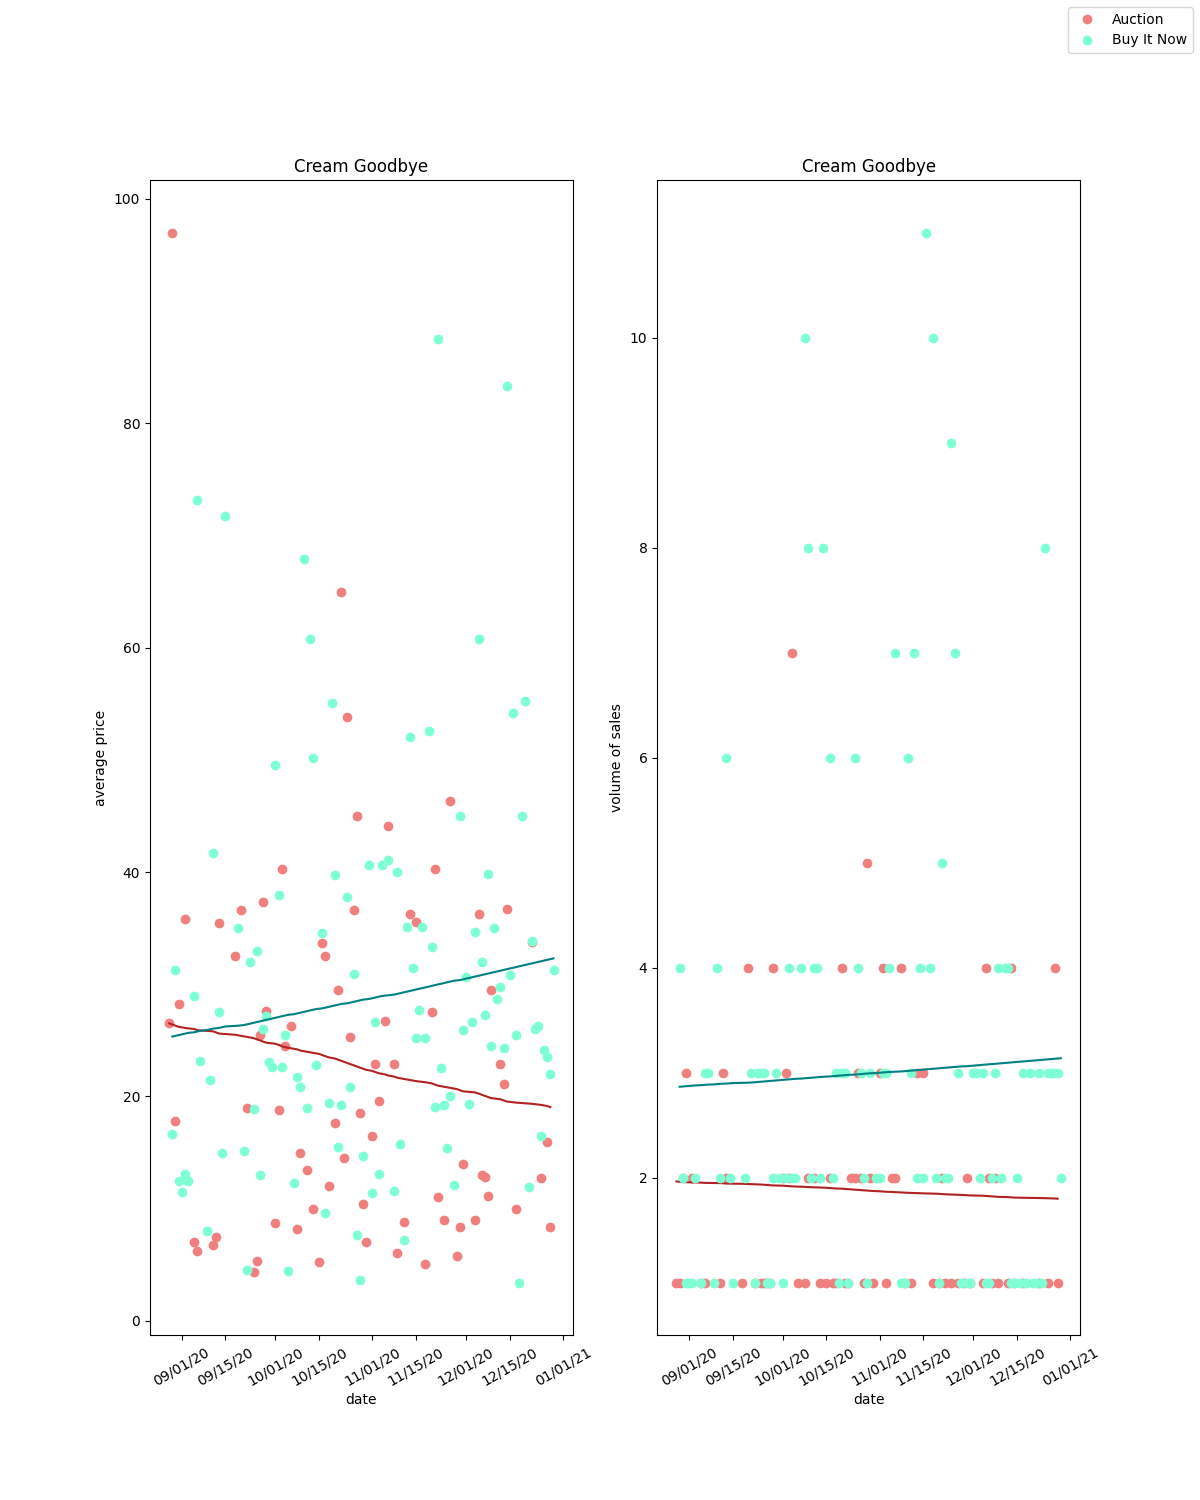 Auction
Buy It Now
Cream Goodbye
average price
100
80
60
40
20
0
09/01/20 09/15/20 10/01/20 10/15/20 11/01/20 11/15/20 12/01/20 12/15/20 01/01/21
date
Cream Goodbye
volume of sales
10
8
6
4
2
09/01/20 09/15/20 10/01/20 10/15/20 11/01/20 11/15/20 12/01/20 12/15/20 01/01/21
date